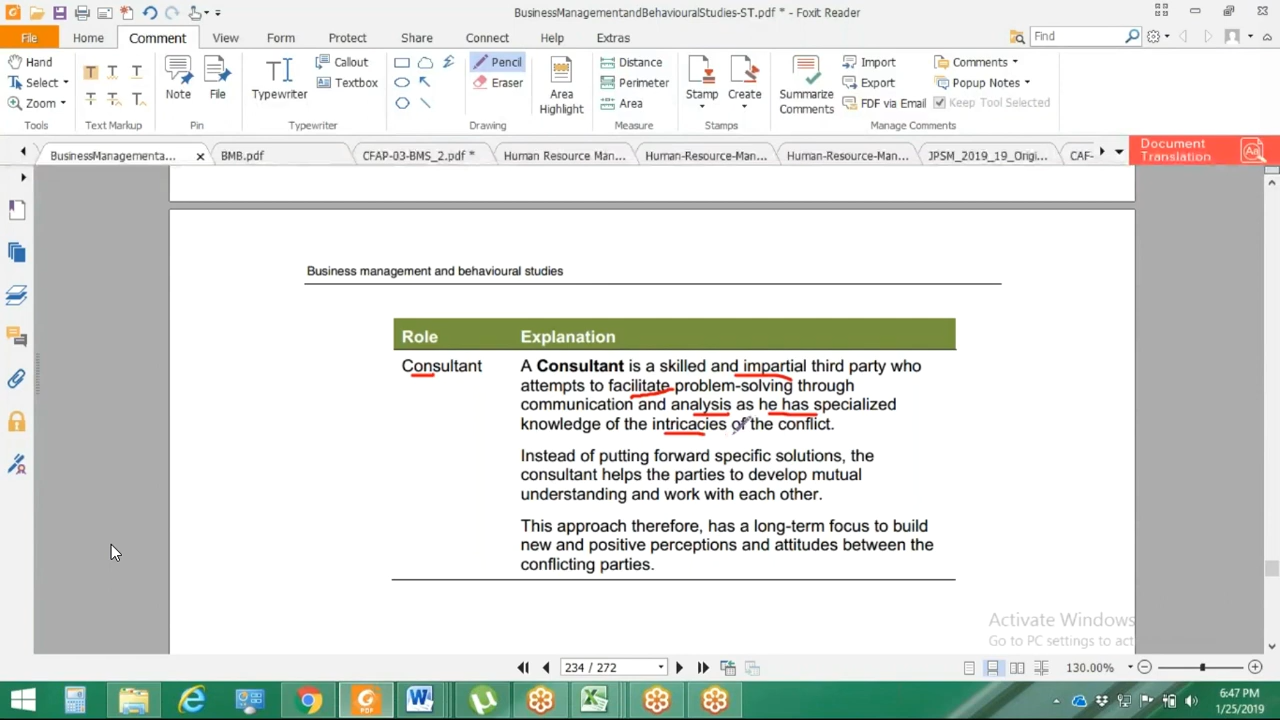 BusinessManagementandBehaviouralStudies-ST.pdf * - Foxit Reader
File Home Comment View Form Protect Share Connect Help Extras Find
Hand
Select
Zoom
Tools
Text Markup
Note File
Pin
Typewriter Callout
Textbox
Typewriter
Pencil
Eraser
Drawing
Area
Highlight
Distance
Perimeter
Area
Measure
Stamp Create
Stamps
Summarize
Comments
Import
Export
FDF via Email
Comments
Popup Notes
Keep Tool Selected
Manage Comments
BusinessManagementa... BMB.pdf CFAP-03-BMS_2.pdf * Human Resource Man... Human-Resource-Man... Human-Resource-Man... JPSM_2019_19_Origi... CAF-
Document
Translation
Business management and behavioural studies
Role Explanation
Consultant A Consultant is a skilled and impartial third party who
attempts to facilitate problem-solving through
communication and analysis as he has specialized
knowledge of the intricacies of the conflict.
Instead of putting forward specific solutions, the
consultant helps the parties to develop mutual
understanding and work with each other.
This approach therefore, has a long-term focus to build
new and positive perceptions and attitudes between the
conflicting parties.
Activate Windows
Go to PC settings to act
234 / 272
130.00%
6:47 PM
1/25/2019